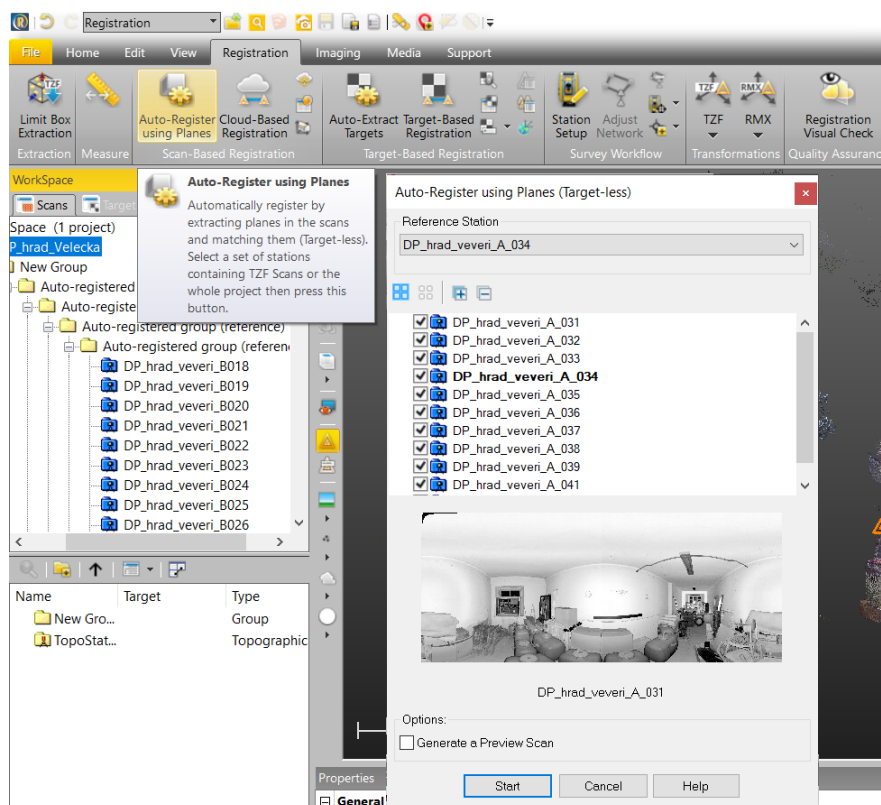 Registration
File Home Edit View Registration Imaging Media Support
TZF
TZF RMX
Limit Box Extraction
Auto-Register using Planes
Cloud-Based Registration
Auto-Extract Targets
Target-Based Registration
Station Setup
Adjust Network
TZF
RMX
Registration Visual Check
Extraction Measure Scan-Based Registration Target-Based Registration Survey Workflow Transformations Quality Assuranc
WorkSpace
Scans Target
Space (1 project)
P_hrad_Velecka
New Group
Auto-registered
Auto-registe
Auto-registered group (reference)
Auto-registered group (referen
DP_hrad_veveri_B018
DP_hrad_veveri_B019
DP_hrad_veveri_B020
DP_hrad_veveri_B021
DP_hrad_veveri_B022
DP_hrad_veveri_B023
DP_hrad_veveri_B024
DP_hrad_veveri_B025
DP_hrad_veveri_B026
Auto-Register using Planes
Automatically register by
extracting planes in the scans
and matching them (Target-less).
Select a set of stations
containing TZF Scans or the
whole project then press this
button.
Name Target Type
New Gro... Group
TopoStat... Topographic
Auto-Register using Planes (Target-less)
Reference Station
DP_hrad_veveri_A_034
DP_hrad_veveri_A_031
DP_hrad_veveri_A_032
DP_hrad_veveri_A_033
DP_hrad_veveri_A_034
DP_hrad_veveri_A_035
DP_hrad_veveri_A_036
DP_hrad_veveri_A_037
DP_hrad_veveri_A_038
DP_hrad_veveri_A_039
DP_hrad_veveri_A_041
DP_hrad_veveri_A_031
Options:
Generate a Preview Scan
Start Cancel Help
Properties
General